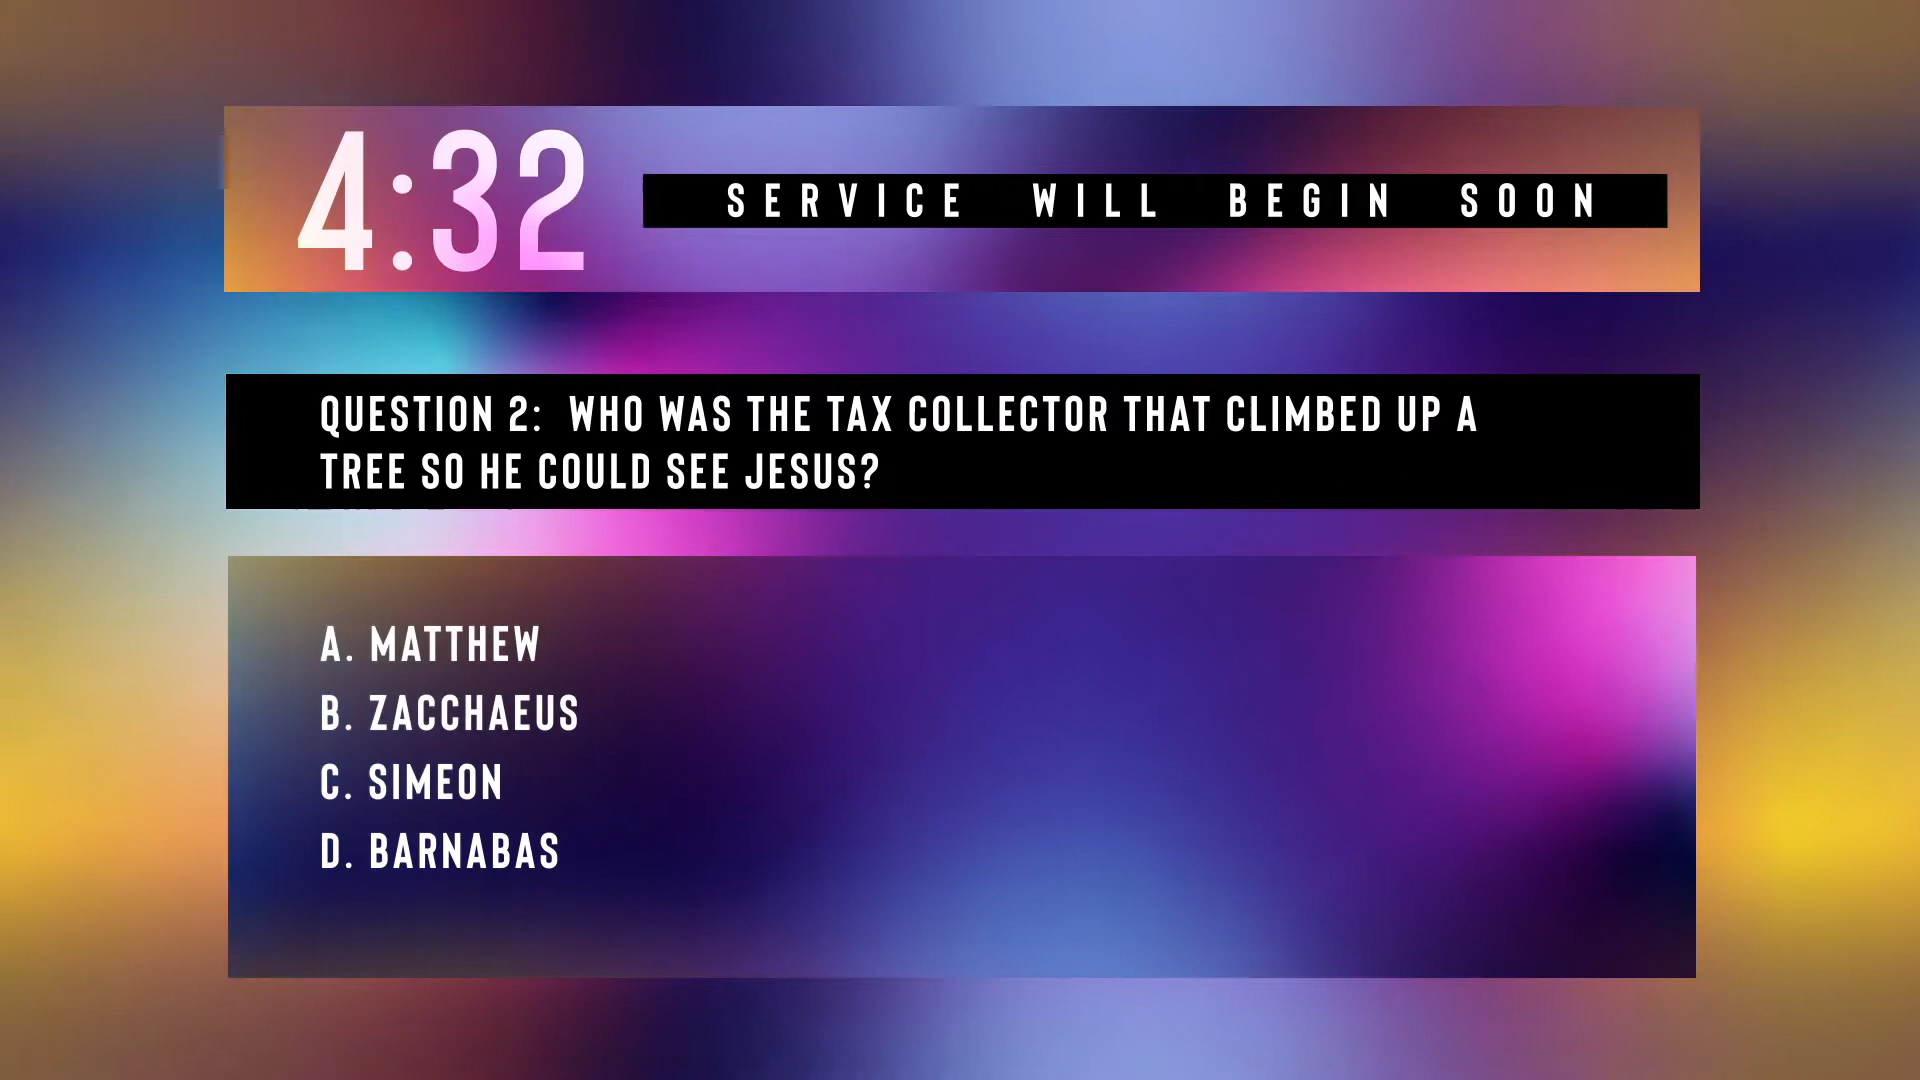 4:32
SERVICE WILL BEGIN SOON
QUESTION 2: WHO WAS THE TAX COLLECTOR THAT CLIMBED UP A
TREE SO HE COULD SEE JESUS?
A. MATTHEW
B. ZACCHAEUS
C. SIMEON
D. BARNABAS